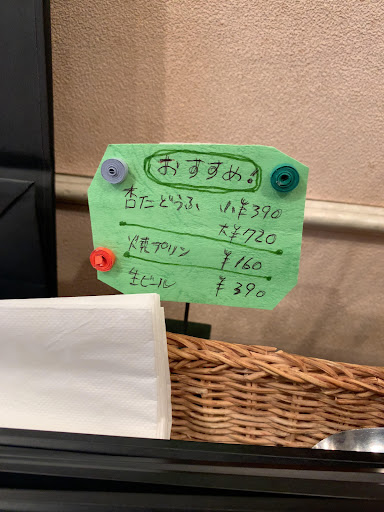 おすすめ!
杏たどうふ 小¥390
大¥720
焼プリン ¥160
生ビール ¥390